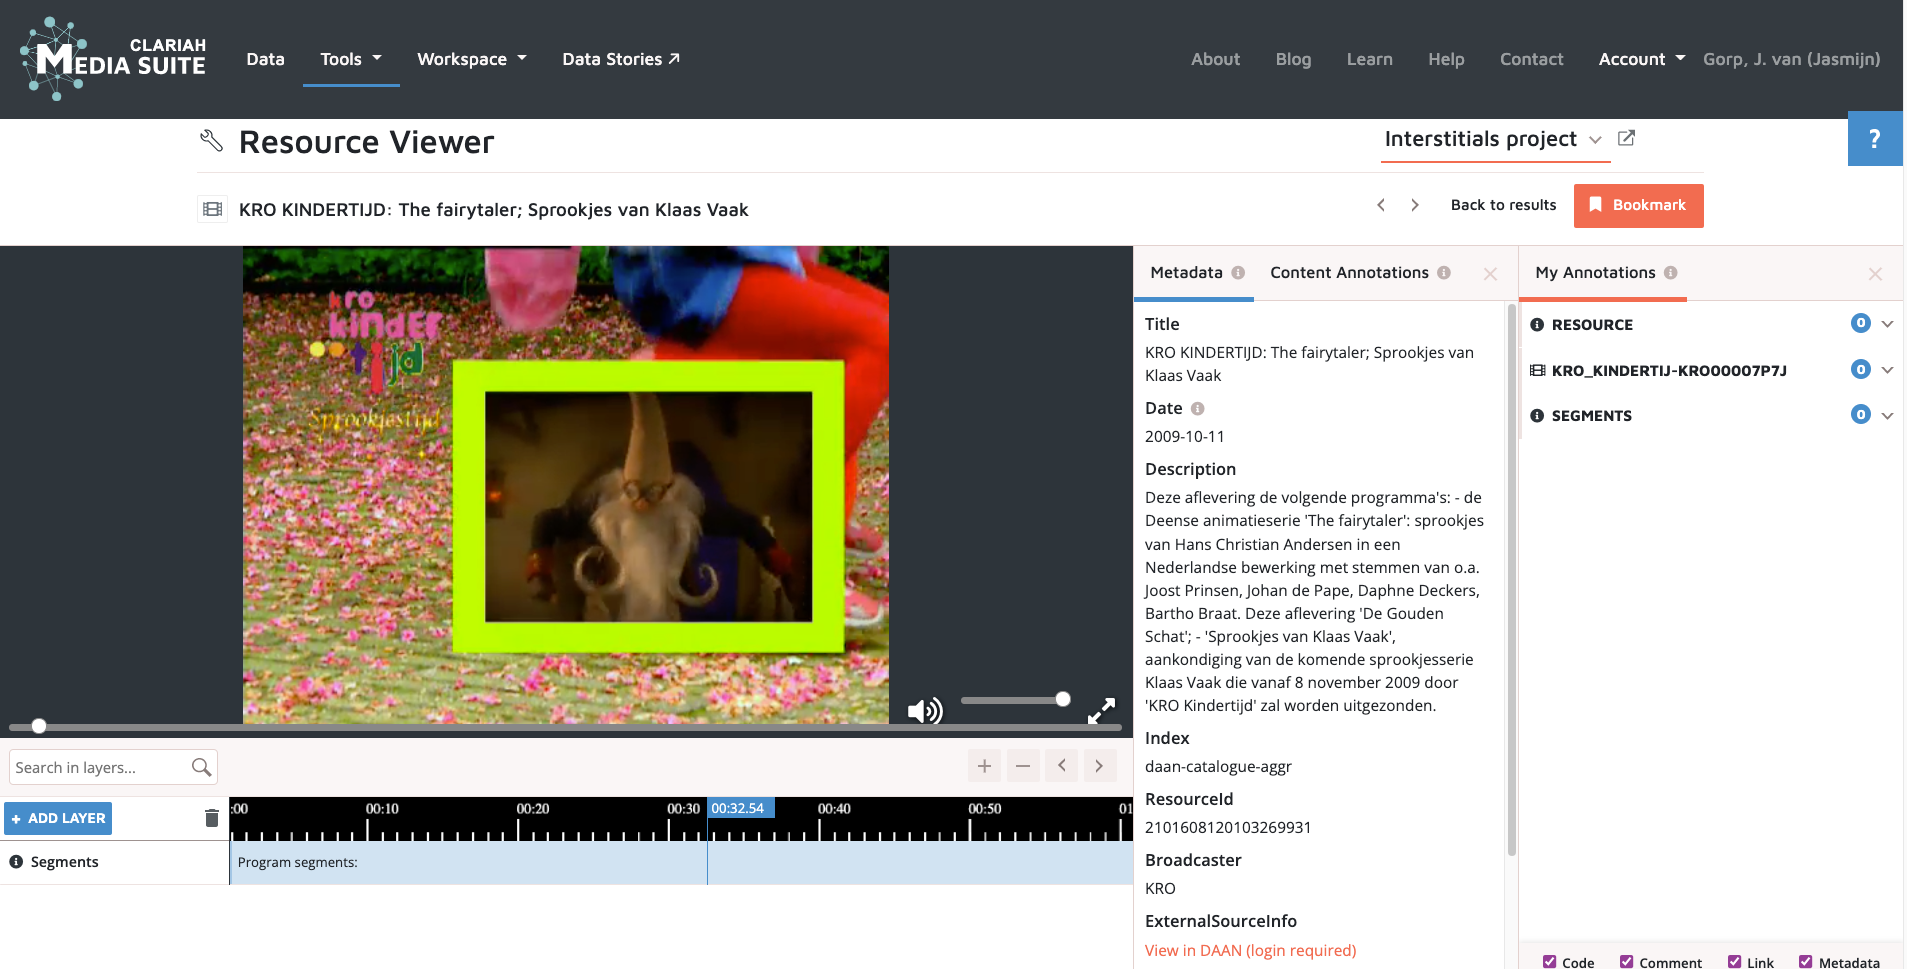 CLARIAH
MEDIA SUITE
Data
Tools
Workspace
Data Stories
About
Blog
Learn
Help
Contact
Account
Gorp, J. van (Jasmijn)
?
Resource Viewer
Interstitials project
KRO KINDERTIJD: The fairytaler; Sprookjes van Klaas Vaak
Back to results
Bookmark
kro
kinder
tijd
Sprookjestijd
Search in layers...
+ ADD LAYER
:00
00:10
00:20
00:30
00:32.54
00:40
00:50
01
Segments
Program segments:
Metadata
Content Annotations
Title
KRO KINDERTIJD: The fairytaler; Sprookjes van
Klaas Vaak
Date
2009-10-11
Description
Deze aflevering de volgende programma's: - de
Deense animatieserie 'The fairytaler': sprookjes
van Hans Christian Andersen in een
Nederlandse bewerking met stemmen van o.a.
Joost Prinsen, Johan de Pape, Daphne Deckers,
Bartho Braat. Deze aflevering 'De Gouden
Schat'; - 'Sprookjes van Klaas Vaak',
aankondiging van de komende sprookjesserie
Klaas Vaak die vanaf 8 november 2009 door
'KRO Kindertijd' zal worden uitgezonden.
Index
daan-catalogue-aggr
ResourceId
2101608120103269931
Broadcaster
KRO
ExternalSourceInfo
View in DAAN (login required)
My Annotations
RESOURCE
0
KRO_KINDERTIJ-KRO00007P7J
0
SEGMENTS
0
Code
Comment
Link
Metadata